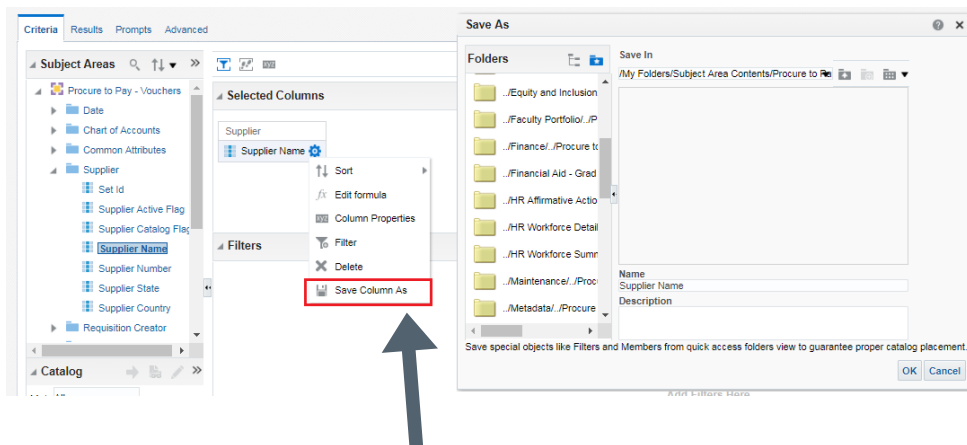 Criteria Results Prompts Advanced
Subject Areas
Procure to Pay - Vouchers
Date
Chart of Accounts
Common Attributes
Supplier
Set Id
Supplier Active Flag
Supplier Catalog Flag
Supplier Name
Supplier Number
Supplier State
Supplier Country
Requisition Creator
Catalog
Selected Columns
Supplier
Supplier Name
Sort
fx Edit formula
Column Properties
Filter
Delete
Save Column As
Filters
Save As
Folders
../Equity and Inclusion
../Faculty Portfolio/../P
../Finance/../Procure to
../Financial Aid - Grad
../HR Affirmative Actio
../HR Workforce Detail
../HR Workforce Summ
../Maintenance/../Procu
../Metadata/../Procure
Save In
/My Folders/Subject Area Contents/Procure to Pa
Name
Supplier Name
Description
Save special objects like Filters and Members from quick access folders view to guarantee proper catalog placement.
OK Cancel
Add Filters Here